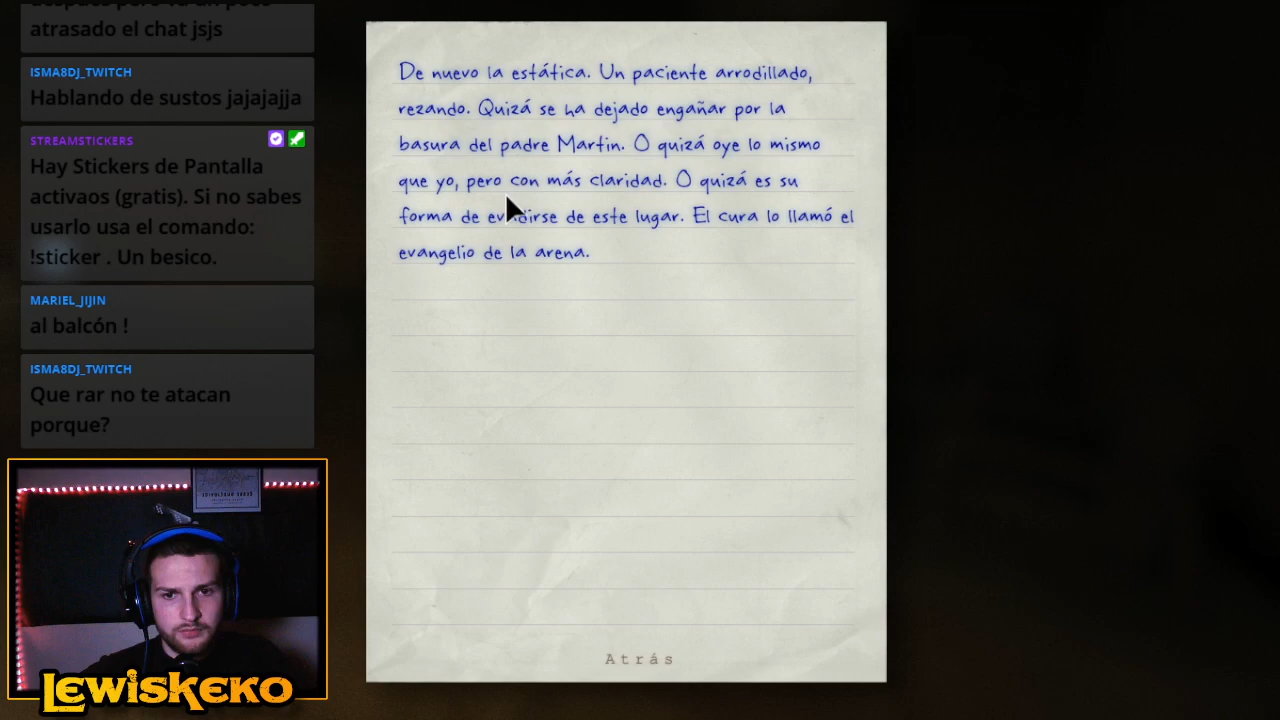 atrasado el chat jsjs
ISMA8DJ_TWITCH
Hablando de sustos jajajajja
STREAMSTICKERS
Hay Stickers de Pantalla
activaos (gratis). Si no sabes
usarlo usa el comando:
!sticker . Un besico.
MARIEL_JIJIN
al balcón !
ISMA8DJ_TWITCH
Que rar no te atacan
porque?
LEWISKEKO
De nuevo la estática. Un paciente arrodillado,
rezando. Quizá se ha dejado engañar por la
basura del padre Martin. O quizá oye lo mismo
que yo, pero con más claridad. O quizá es su
forma de evadirse de este lugar. El cura lo llamó el
evangelio de la arena.
Atrás